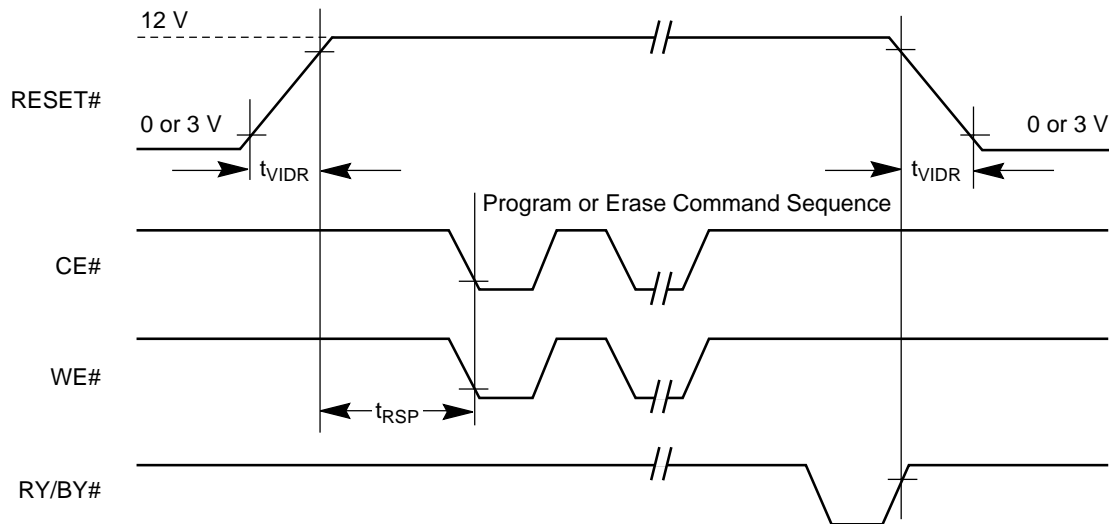 12 V
RESET#
0 or 3 V
0 or 3 V
tVIDR
tVIDR
Program or Erase Command Sequence
CE#
WE#
tRSP
RY/BY#